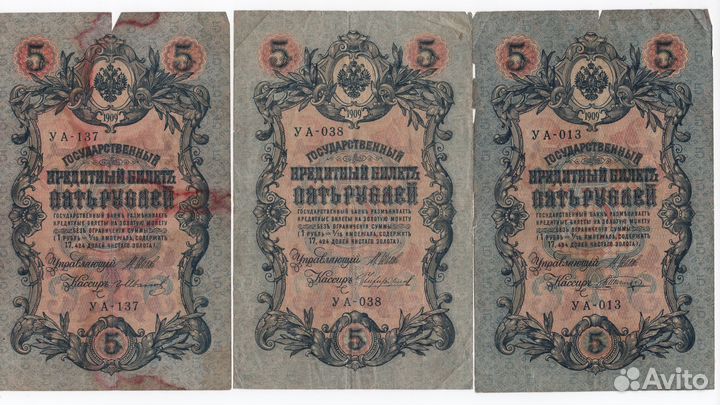 5 5
1909
УА-137
ГОСУДАРСТВЕННЫЙ
КРЕДИТНЫЙ БИЛЕТЪ
ПЯТЬ РУБЛЕЙ
ГОСУДАРСТВЕННЫЙ БАНКЪ РАЗМѢНИВАЕТЪ
КРЕДИТНЫЕ БИЛЕТЫ НА ЗОЛОТУЮ МОНЕТУ
БЕЗЪ ОГРАНИЧЕНІЯ СУММЫ
(1 РУБЛЬ = 1/15 ИМПЕРІАЛА, СОДЕРЖИТЪ
17,424 ДОЛЕЙ ЧИСТАГО ЗОЛОТА).
Управляющій
Кассиръ
УА-137
5
5 5
1909
УА-038
ГОСУДАРСТВЕННЫЙ
КРЕДИТНЫЙ БИЛЕТЪ
ПЯТЬ РУБЛЕЙ
ГОСУДАРСТВЕННЫЙ БАНКЪ РАЗМѢНИВАЕТЪ
КРЕДИТНЫЕ БИЛЕТЫ НА ЗОЛОТУЮ МОНЕТУ
БЕЗЪ ОГРАНИЧЕНІЯ СУММЫ
(1 РУБЛЬ = 1/15 ИМПЕРІАЛА, СОДЕРЖИТЪ
17,424 ДОЛЕЙ ЧИСТАГО ЗОЛОТА).
Управляющій
Кассиръ
УА-038
5
5 5
1909
УА-013
ГОСУДАРСТВЕННЫЙ
КРЕДИТНЫЙ БИЛЕТЪ
ПЯТЬ РУБЛЕЙ
ГОСУДАРСТВЕННЫЙ БАНКЪ РАЗМѢНИВАЕТЪ
КРЕДИТНЫЕ БИЛЕТЫ НА ЗОЛОТУЮ МОНЕТУ
БЕЗЪ ОГРАНИЧЕНІЯ СУММЫ
(1 РУБЛЬ = 1/15 ИМПЕРІАЛА, СОДЕРЖИТЪ
17,424 ДОЛЕЙ ЧИСТАГО ЗОЛОТА).
Управляющій
Кассиръ
УА-013
5
Avito